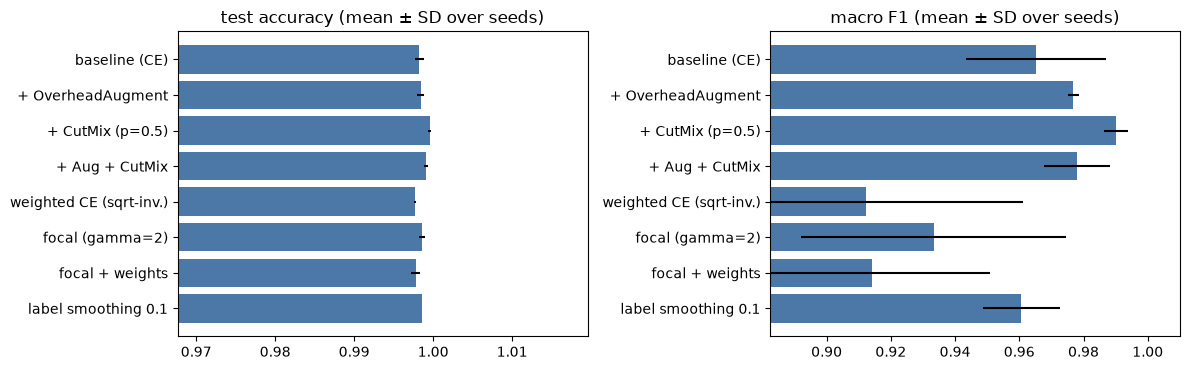 test accuracy (mean ± SD over seeds)
baseline (CE)
+ OverheadAugment
+ CutMix (p=0.5)
+ Aug + CutMix
weighted CE (sqrt-inv.)
focal (gamma=2)
focal + weights
label smoothing 0.1
0.97 0.98 0.99 1.00 1.01
macro F1 (mean ± SD over seeds)
baseline (CE)
+ OverheadAugment
+ CutMix (p=0.5)
+ Aug + CutMix
weighted CE (sqrt-inv.)
focal (gamma=2)
focal + weights
label smoothing 0.1
0.90 0.92 0.94 0.96 0.98 1.00